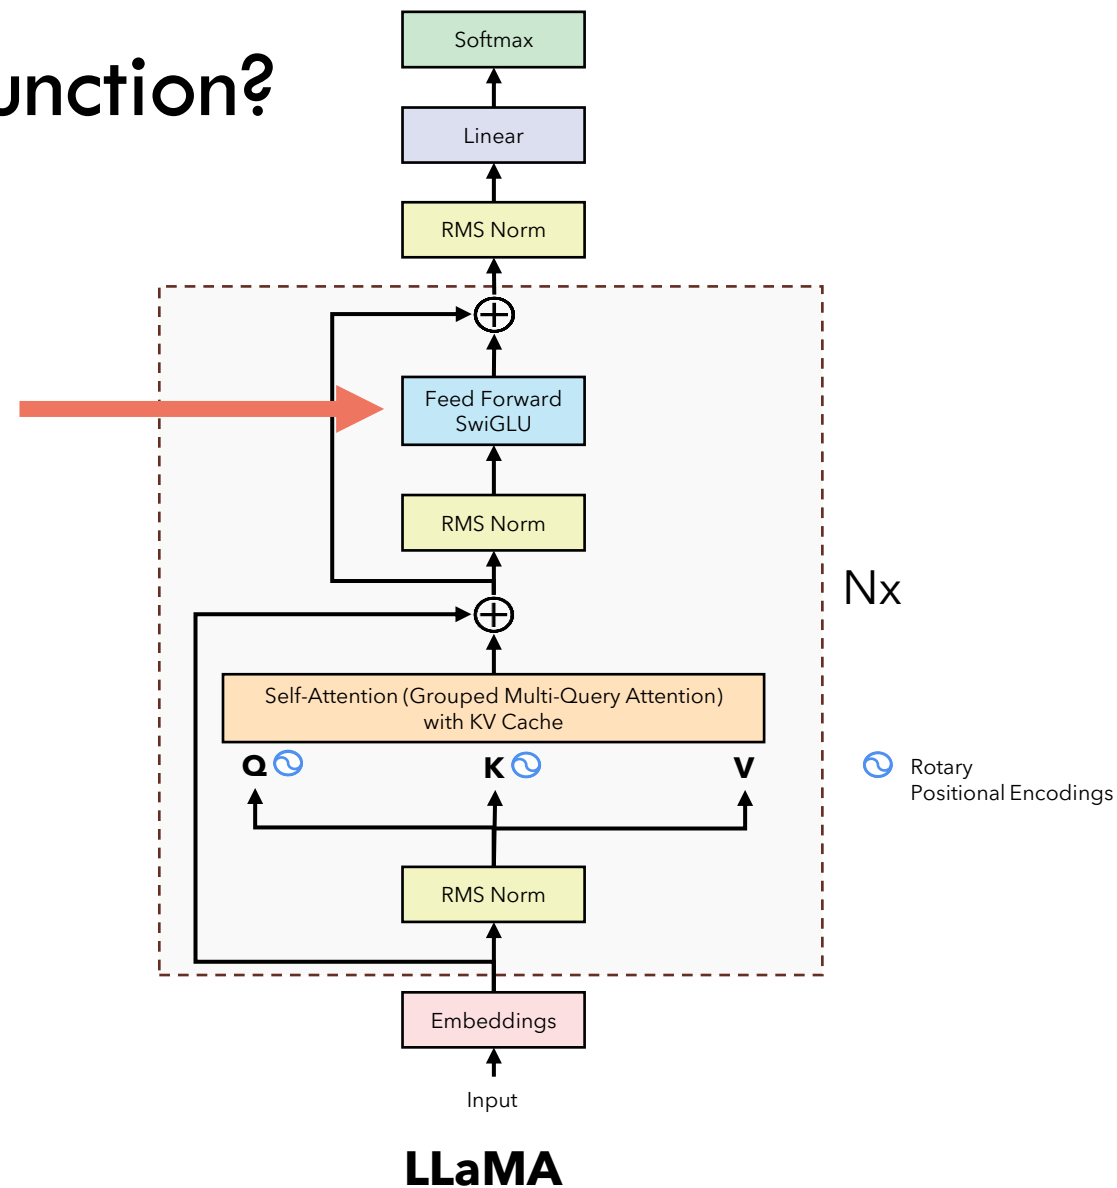 unction?
Softmax
Linear
RMS Norm
Feed Forward
SwiGLU
RMS Norm
Nx
Self-Attention (Grouped Multi-Query Attention)
with KV Cache
Q K V
Rotary
Positional Encodings
RMS Norm
Embeddings
Input
LLaMA